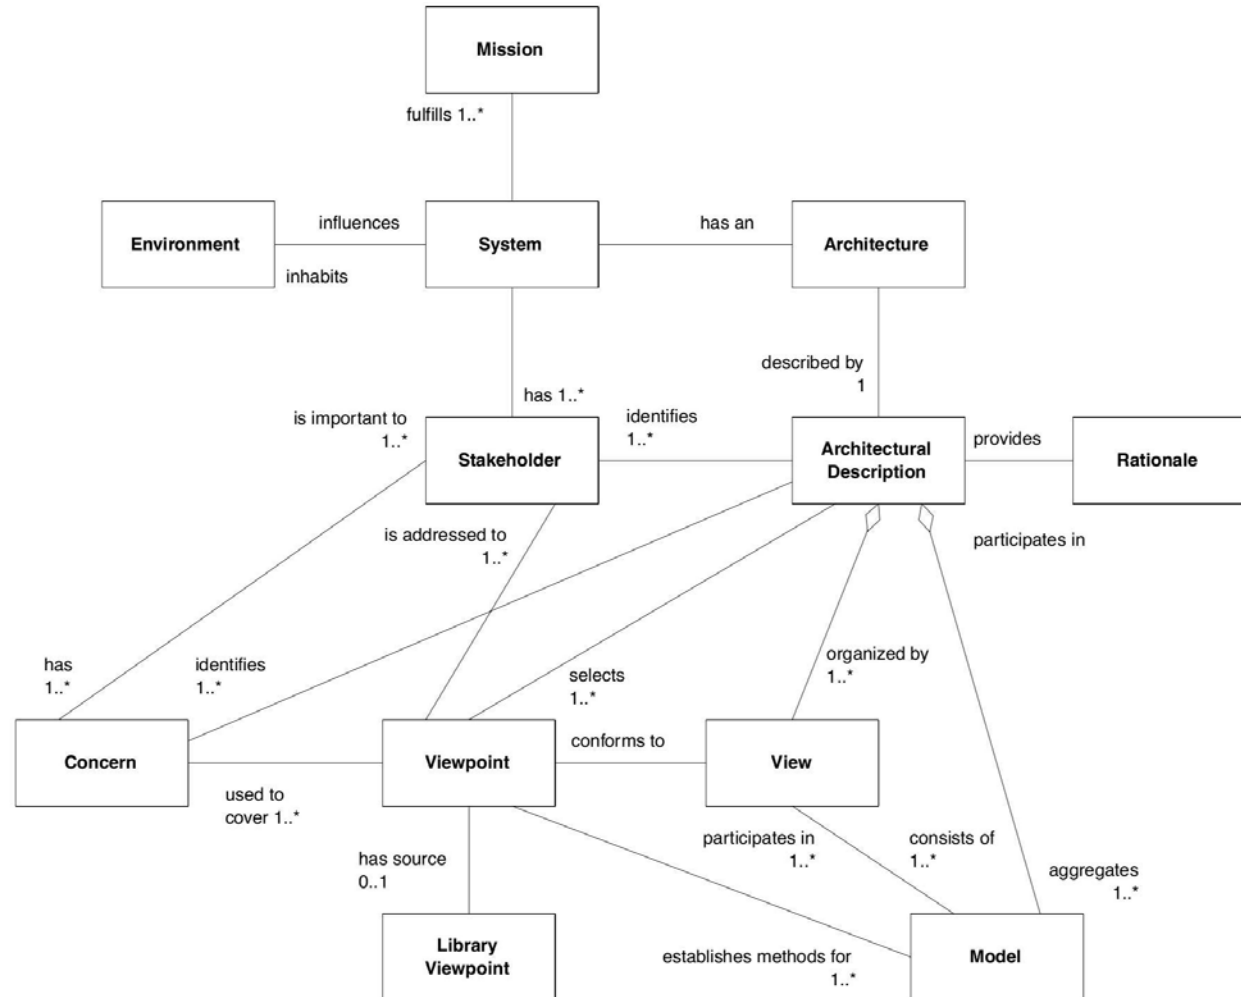 Mission
fulfills 1..*
Environment
influences
inhabits
System
has an
Architecture
described by
1
has 1..*
is important to
1..*
identifies
1..*
Stakeholder
Architectural
Description
provides
Rationale
is addressed to
1..*
participates in
has
1..*
identifies
1..*
selects
1..*
organized by
1..*
Concern
used to
cover 1..*
Viewpoint
conforms to
View
has source
0..1
participates in
1..*
consists of
1..*
aggregates
1..*
Library
Viewpoint
establishes methods for
1..*
Model